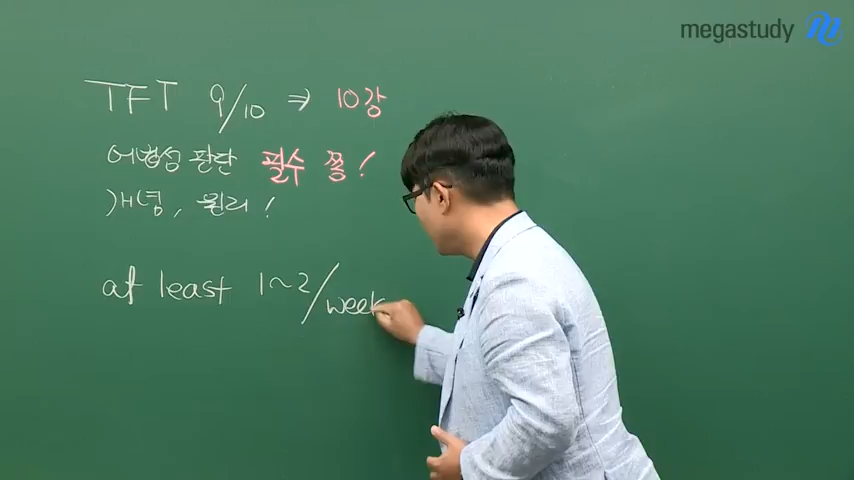 megastudy
TFT 9/10 ⇒ 10강
어법성 판단 필수 쫑!
개념, 원리!
at least 1~2/week